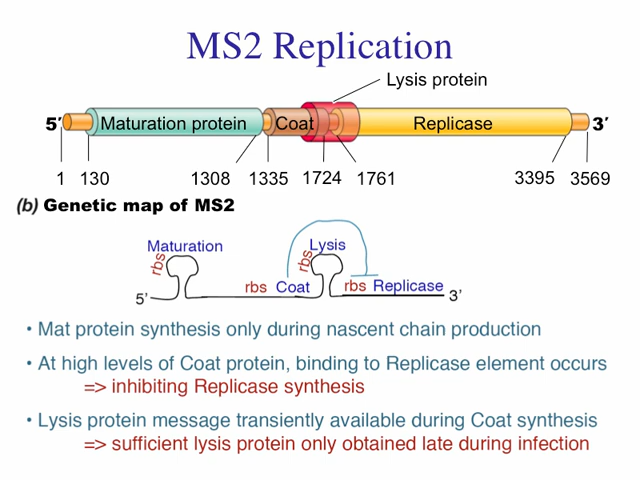 MS2 Replication
Lysis protein
5′ Maturation protein Coat Replicase 3′
1 130 1308 1335 1724 1761 3395 3569
(b) Genetic map of MS2
Maturation Lysis
rbs rbs
rbs Coat rbs Replicase
5' 3'
• Mat protein synthesis only during nascent chain production
• At high levels of Coat protein, binding to Replicase element occurs
=> inhibiting Replicase synthesis
• Lysis protein message transiently available during Coat synthesis
=> sufficient lysis protein only obtained late during infection